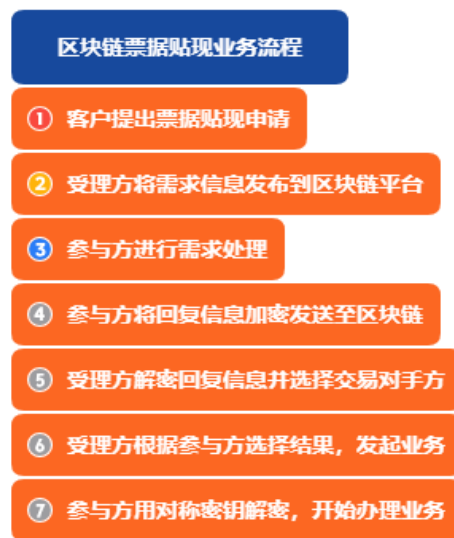 区块链票据贴现业务流程
1 客户提出票据贴现申请
2 受理方将需求信息发布到区块链平台
3 参与方进行需求处理
4 参与方将回复信息加密发送至区块链
5 受理方解密回复信息并选择交易对手方
6 受理方根据参与方选择结果，发起业务
7 参与方用对称密钥解密，开始办理业务